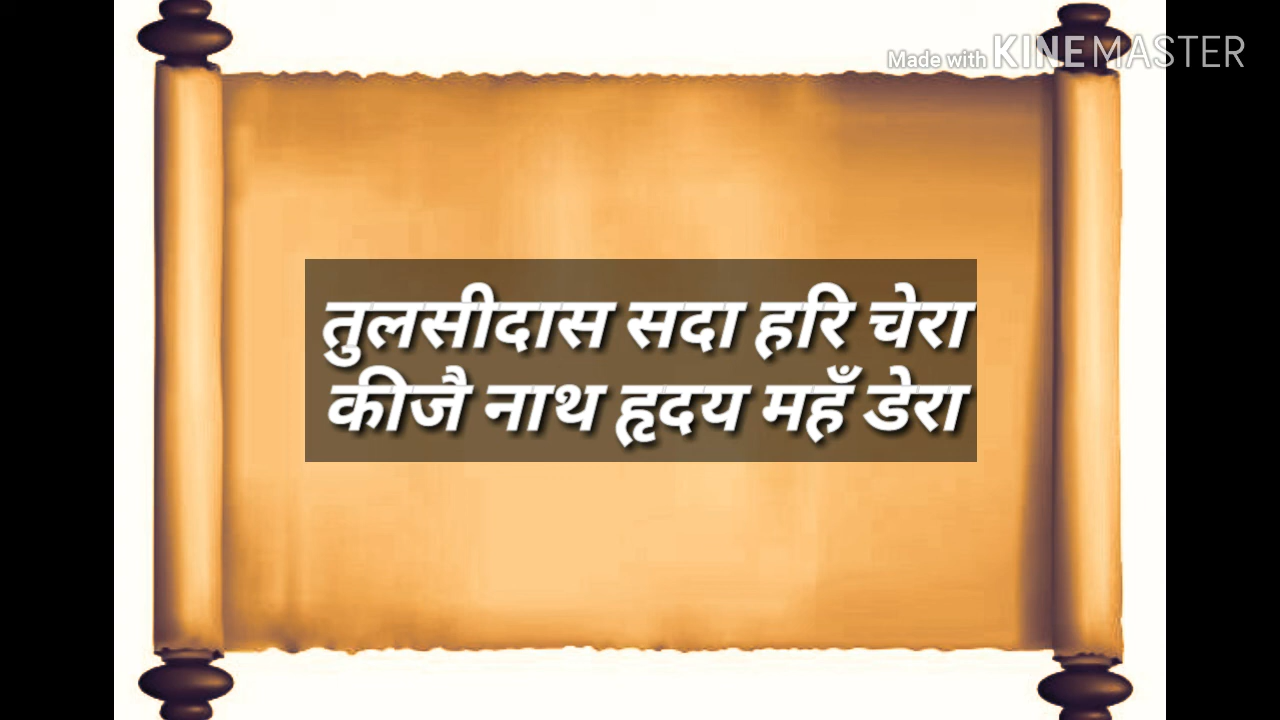 Made with KINEMASTER
तुलसीदास सदा हरि चेरा
कीजै नाथ हृदय महँ डेरा